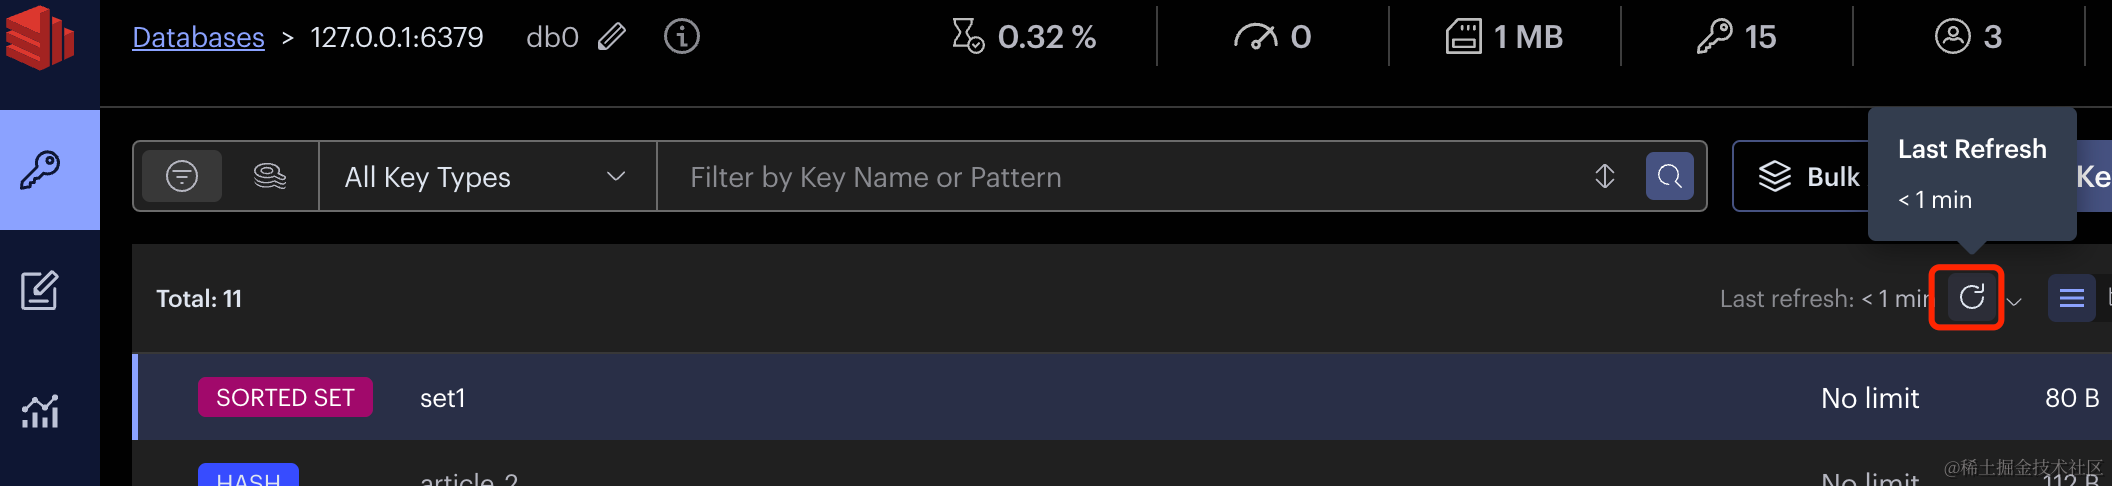 Databases > 127.0.0.1:6379 db0 0.32 % 0 1 MB 15 3
All Key Types Filter by Key Name or Pattern Bulk Ke
Last Refresh
< 1 min
Total: 11 Last refresh: < 1 min
SORTED SET set1 No limit 80 B
HASH article_2 No limit 112 B
@稀土掘金技术社区